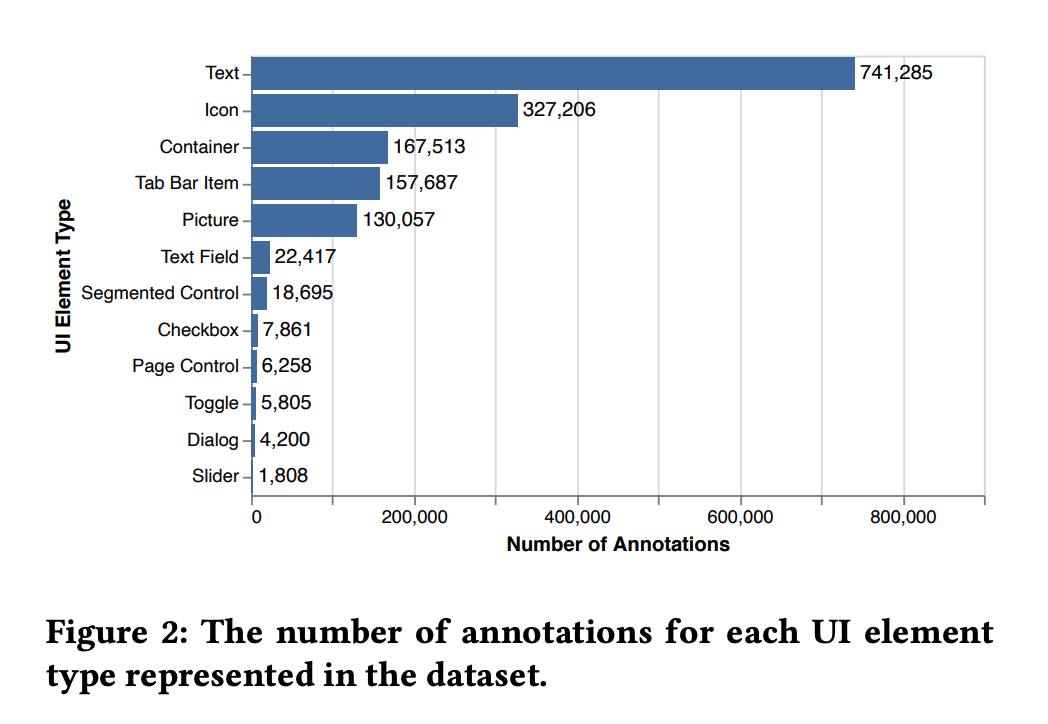 Text 741,285
Icon 327,206
Container 167,513
Tab Bar Item 157,687
Picture 130,057
Text Field 22,417
Segmented Control 18,695
Checkbox 7,861
Page Control 6,258
Toggle 5,805
Dialog 4,200
Slider 1,808
UI Element Type
0 200,000 400,000 600,000 800,000
Number of Annotations
Figure 2: The number of annotations for each UI element
type represented in the dataset.